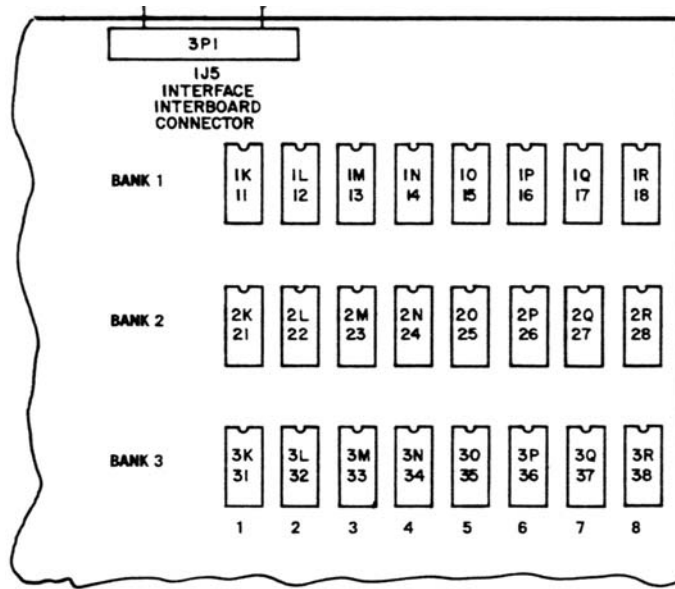 3P1
1J5
INTERFACE
INTERBOARD
CONNECTOR
BANK 1
1K 1L 1M 1N 1O 1P 1Q 1R
11 12 13 14 15 16 17 18
BANK 2
2K 2L 2M 2N 2O 2P 2Q 2R
21 22 23 24 25 26 27 28
BANK 3
3K 3L 3M 3N 3O 3P 3Q 3R
31 32 33 34 35 36 37 38
1 2 3 4 5 6 7 8